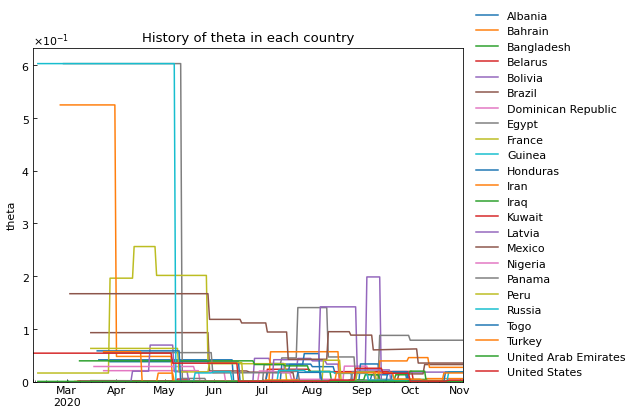 History of theta in each country
×10⁻¹
6
5
4
3
2
1
0
theta
Mar
2020
Apr
May
Jun
Jul
Aug
Sep
Oct
Nov
Albania
Bahrain
Bangladesh
Belarus
Bolivia
Brazil
Dominican Republic
Egypt
France
Guinea
Honduras
Iran
Iraq
Kuwait
Latvia
Mexico
Nigeria
Panama
Peru
Russia
Togo
Turkey
United Arab Emirates
United States